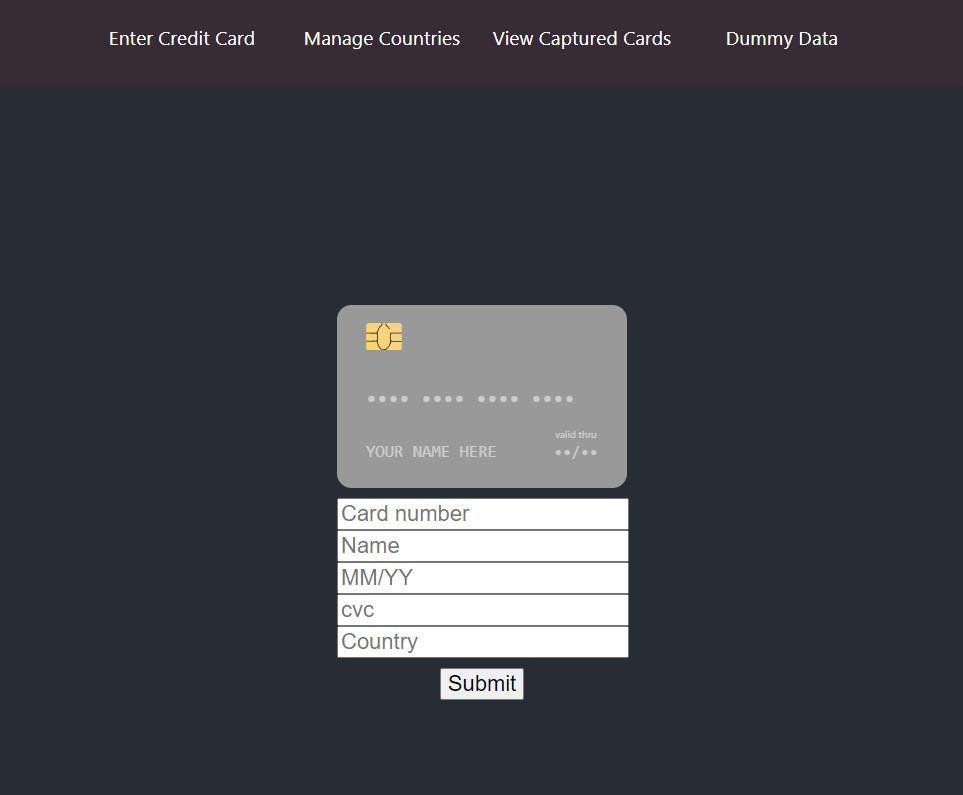 Enter Credit Card Manage Countries View Captured Cards Dummy Data
•••• •••• •••• ••••
valid thru
YOUR NAME HERE ••/••
Card number
Name
MM/YY
cvc
Country
Submit